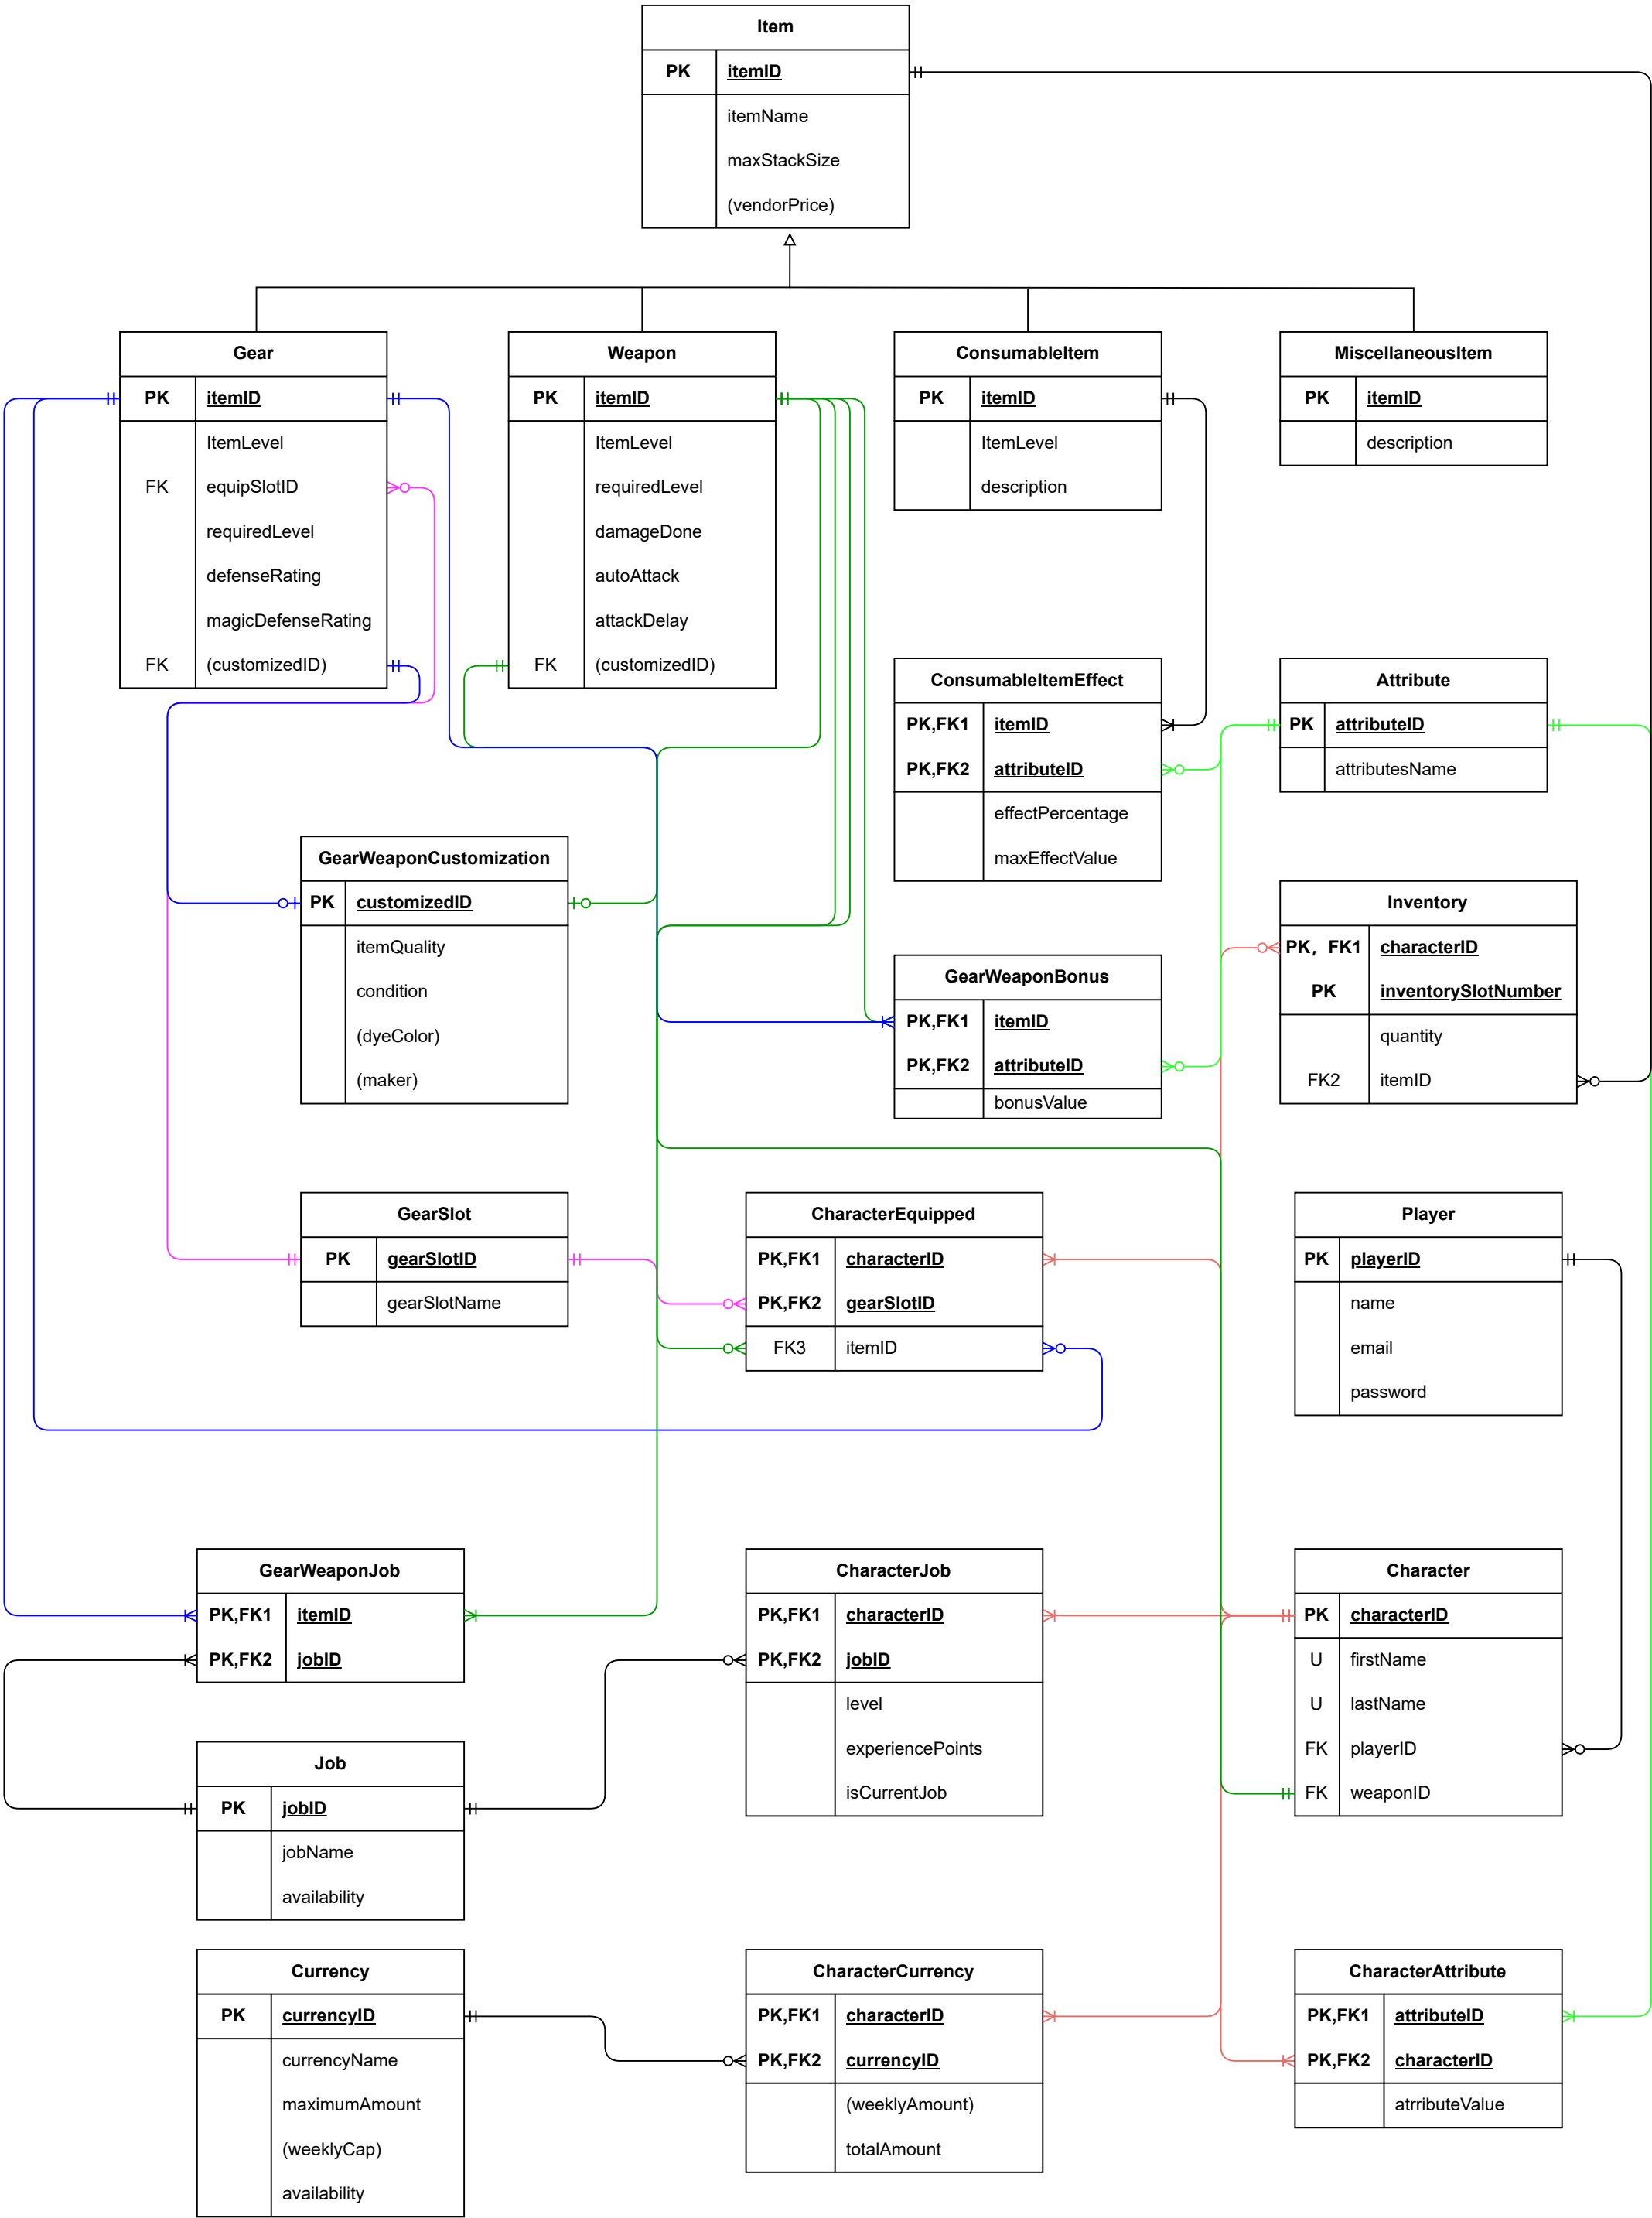 Item
PK itemID
itemName
maxStackSize
(vendorPrice)
Gear
PK itemID
ItemLevel
FK equipSlotID
requiredLevel
defenseRating
magicDefenseRating
FK (customizedID)
Weapon
PK itemID
ItemLevel
requiredLevel
damageDone
autoAttack
attackDelay
FK (customizedID)
ConsumableItem
PK itemID
ItemLevel
description
MiscellaneousItem
PK itemID
description
ConsumableItemEffect
PK,FK1 itemID
PK,FK2 attributeID
effectPercentage
maxEffectValue
Attribute
PK attributeID
attributesName
GearWeaponCustomization
PK customizedID
itemQuality
condition
(dyeColor)
(maker)
GearWeaponBonus
PK,FK1 itemID
PK,FK2 attributeID
bonusValue
Inventory
PK, FK1 characterID
PK inventorySlotNumber
quantity
FK2 itemID
GearSlot
PK gearSlotID
gearSlotName
CharacterEquipped
PK,FK1 characterID
PK,FK2 gearSlotID
FK3 itemID
Player
PK playerID
name
email
password
GearWeaponJob
PK,FK1 itemID
PK,FK2 jobID
CharacterJob
PK,FK1 characterID
PK,FK2 jobID
level
experiencePoints
isCurrentJob
Character
PK characterID
U firstName
U lastName
FK playerID
FK weaponID
Job
PK jobID
jobName
availability
Currency
PK currencyID
currencyName
maximumAmount
(weeklyCap)
availability
CharacterCurrency
PK,FK1 characterID
PK,FK2 currencyID
(weeklyAmount)
totalAmount
CharacterAttribute
PK,FK1 attributeID
PK,FK2 characterID
atrributeValue